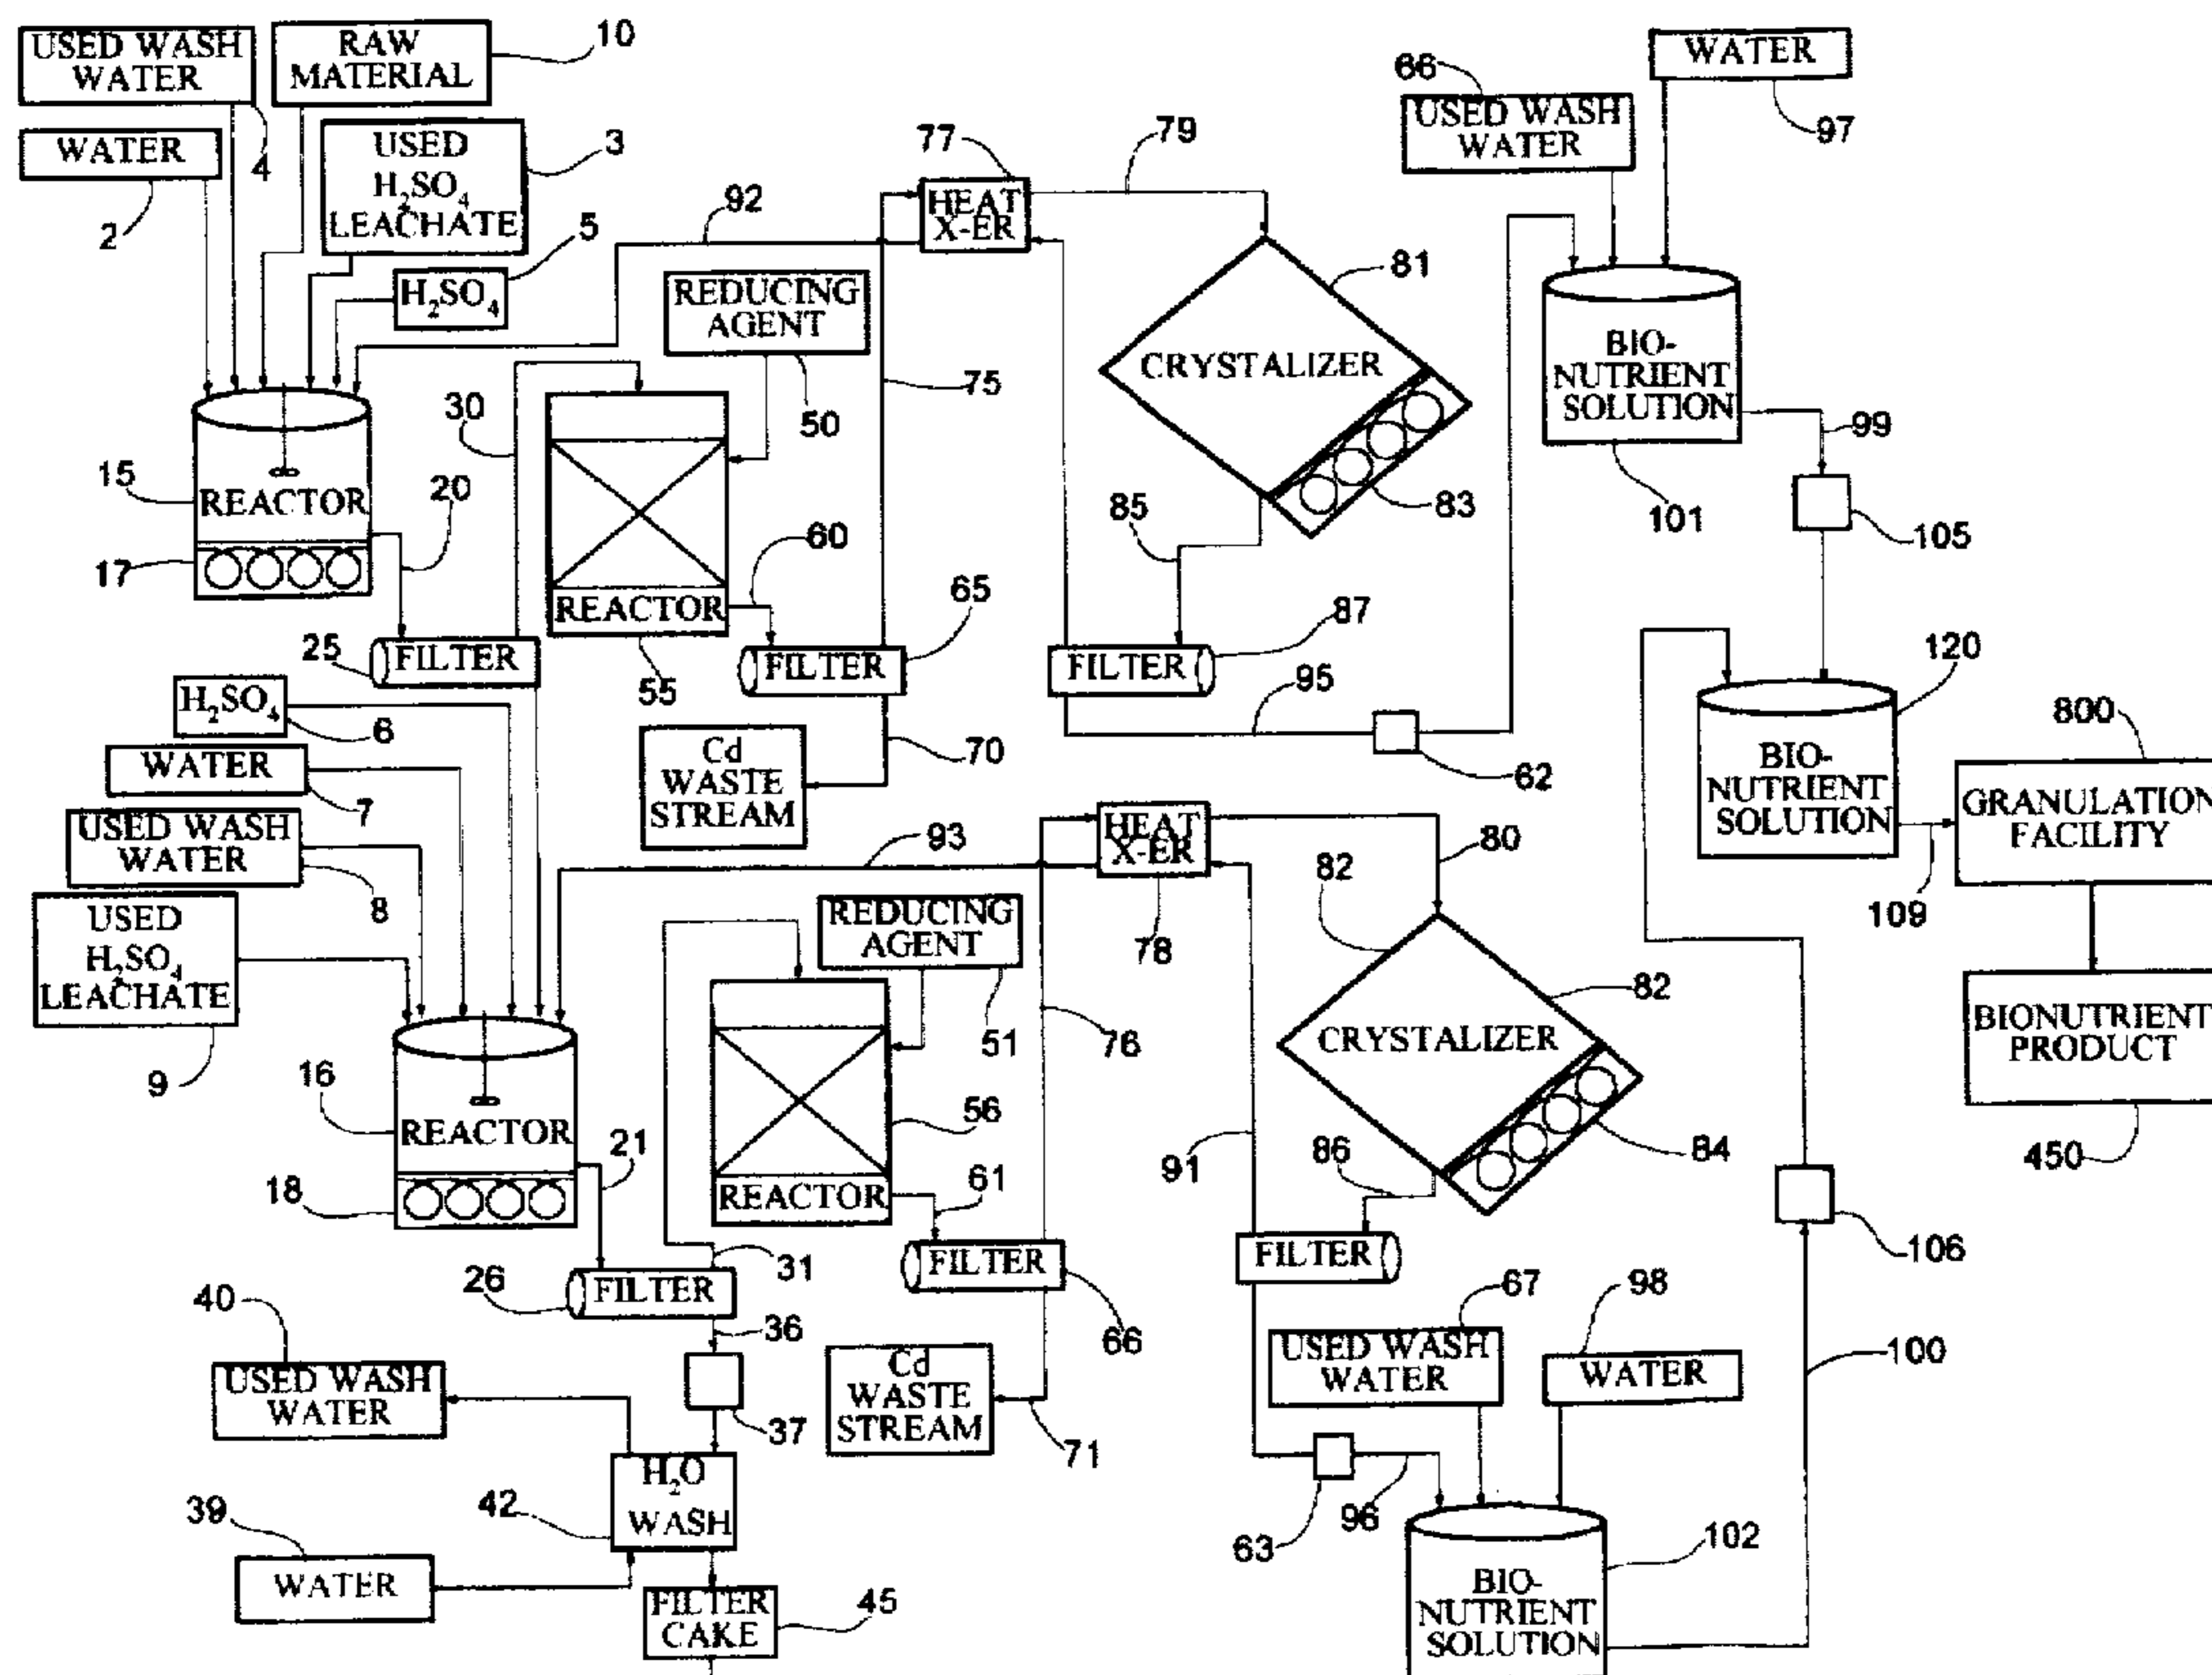 USED WASH
WATER
4
RAW
MATERIAL
10
WATER
2
USED
H₂SO₄
LEACHATE
3
H₂SO₄
5
92
REDUCING
AGENT
50
HEAT
X-ER
77
79
CRYSTALIZER
81
83
66
USED WASH
WATER
WATER
97
BIO-
NUTRIENT
SOLUTION
101
99
105
15
REACTOR
17
20
30
75
REACTOR
55
60
FILTER
25
FILTER
65
85
FILTER
87
95
62
Cd
WASTE
STREAM
70
120
BIO-
NUTRIENT
SOLUTION
109
800
GRANULATION
FACILITY
BIONUTRIENT
PRODUCT
450
H₂SO₄
6
WATER
7
USED WASH
WATER
8
USED
H₂SO₄
LEACHATE
9
93
REDUCING
AGENT
51
HEAT
X-ER
78
80
82
82
CRYSTALIZER
84
86
91
76
16
REACTOR
18
21
56
REACTOR
61
31
FILTER
26
FILTER
66
FILTER
106
100
36
37
40
USED WASH
WATER
Cd
WASTE
STREAM
71
H₂O
WASH
42
39
WATER
FILTER
CAKE
45
67
USED WASH
WATER
98
WATER
63
96
BIO-
NUTRIENT
SOLUTION
102